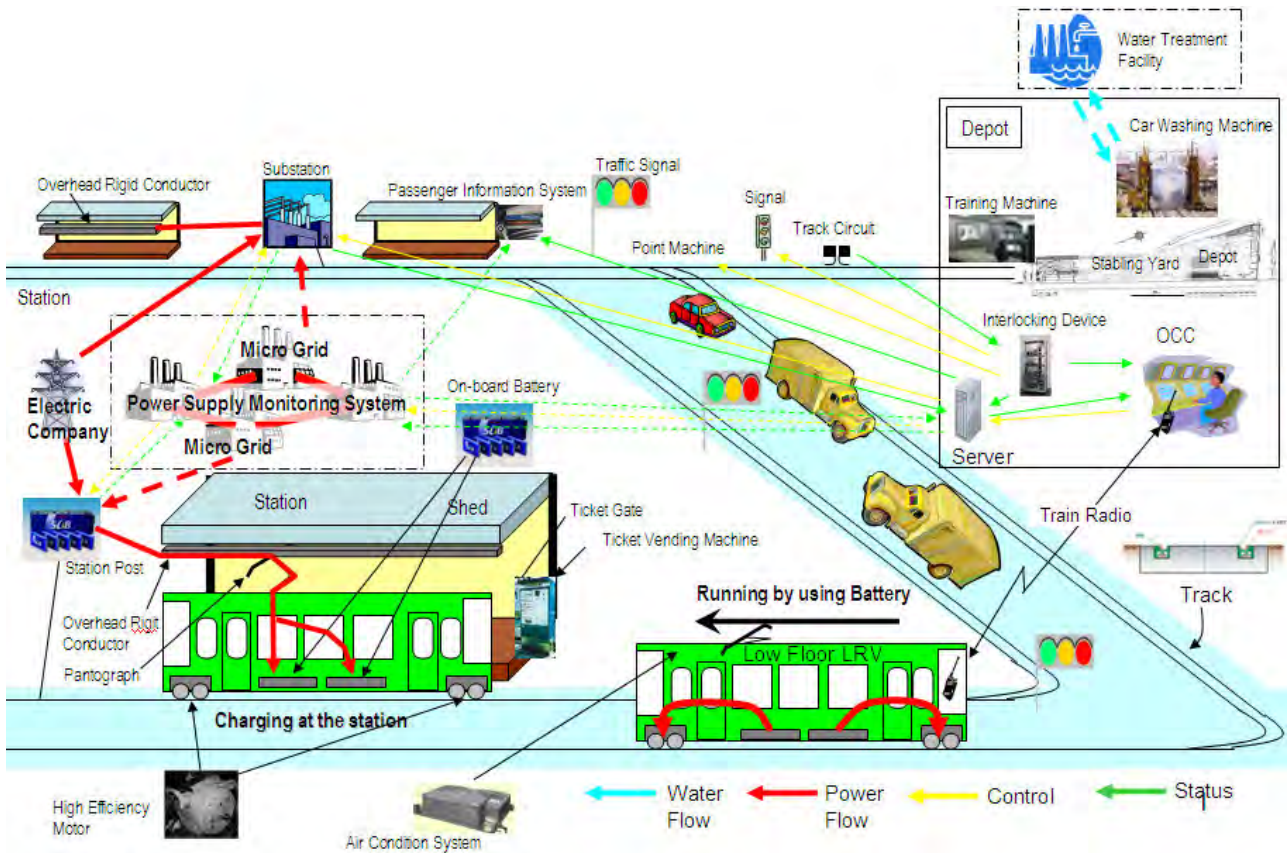 Water Treatment
Facility
Depot
Car Washing Machine
Substation
Traffic Signal
Overhead Rigid Conductor
Passenger Information System
Signal
Training Machine
Track Circuit
Point Machine
Stabling Yard
Depot
Station
Interlocking Device
OCC
Micro Grid
On-board Battery
Power Supply Monitoring System
Electric
Company
Micro Grid
SCiB
Server
Station
Shed
Ticket Gate
Train Radio
SCiB
Ticket Vending Machine
Station Post
Track
Running by using Battery
Overhead Rigit
Conductor
Low Floor LRV
Pantograph
Charging at the station
High Efficiency
Motor
Air Condition System
Water
Flow
Power
Flow
Control
Status